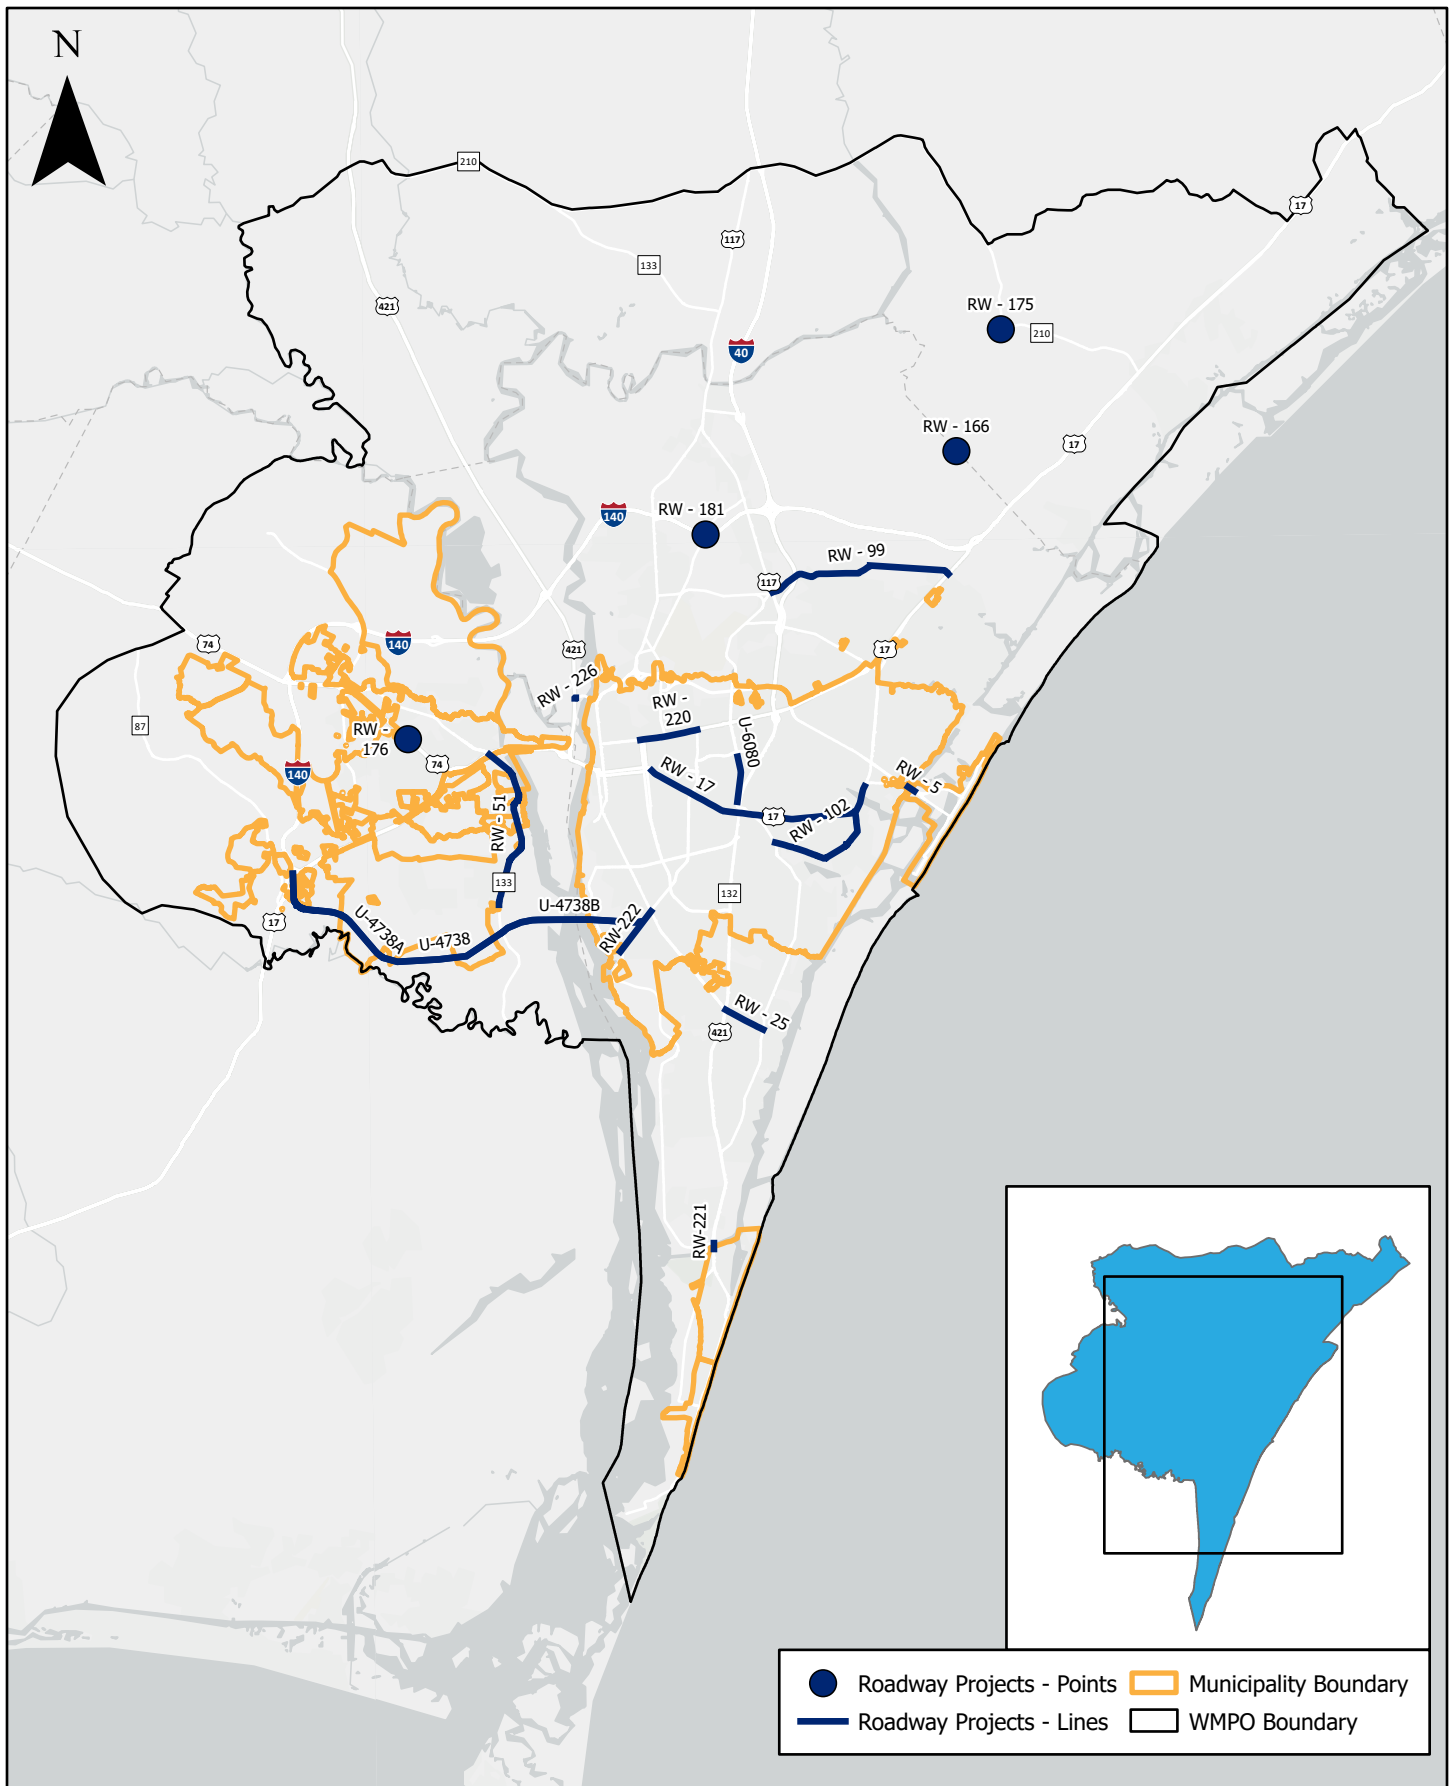 N
210
17
117
133
421
RW - 175
210
40
RW - 166
17
140
RW - 181
RW - 99
117
140
74
421
17
RW - 226
RW -
220
U-6080
87
RW -
176
74
140
RW - 17
RW - 5
17
RW - 102
RW - 51
133
132
U-4738B
RW-222
17
U-4738A
U-4738
RW - 25
421
RW-221
Roadway Projects - Points
Municipality Boundary
Roadway Projects - Lines
WMPO Boundary